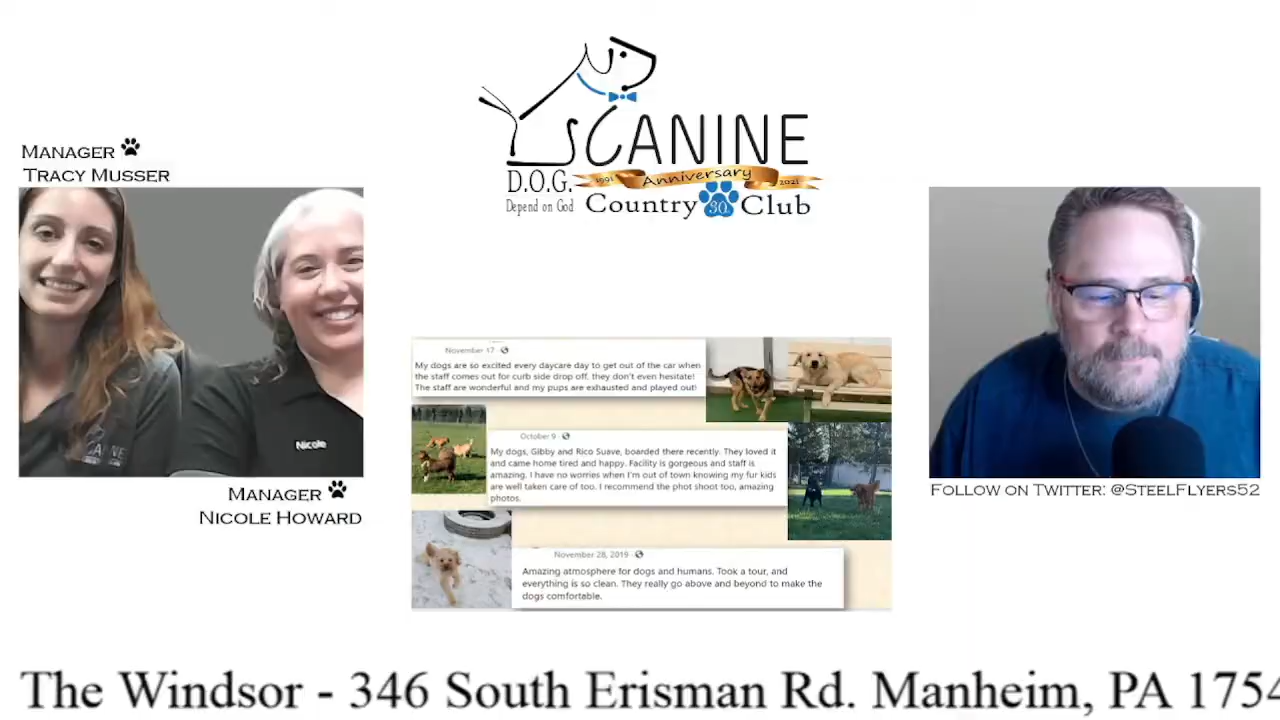 CANINE
D.O.G.
1991 Anniversary 2021
Depend on God
Country 30 Club
MANAGER
TRACY MUSSER
CANINE
Nicole
MANAGER
NICOLE HOWARD
November 17
My dogs are so excited every daycare day to get out of the car when
the staff comes out for curb side drop off, they don't even hesitate!
The staff are wonderful and my pups are exhausted and played out!
October 9
My dogs, Gibby and Rico Suave, boarded there recently. They loved it
and came home tired and happy. Facility is gorgeous and staff is
amazing. I have no worries when I'm out of town knowing my fur kids
are well taken care of too. I recommend the phot shoot too, amazing
photos.
November 28, 2019
Amazing atmosphere for dogs and humans. Took a tour, and
everything is so clean. They really go above and beyond to make the
dogs comfortable.
FOLLOW ON TWITTER: @STEELFLYERS52
The Windsor - 346 South Erisman Rd. Manheim, PA 1754